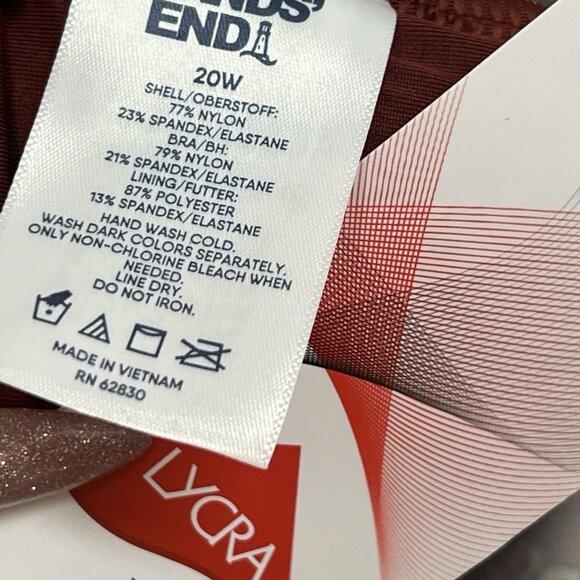 LANDS'
END
20W
SHELL/OBERSTOFF:
77% NYLON
23% SPANDEX/ELASTANE
BRA/BH:
79% NYLON
21% SPANDEX/ELASTANE
LINING/FUTTER:
87% POLYESTER
13% SPANDEX/ELASTANE
HAND WASH COLD.
WASH DARK COLORS SEPARATELY.
ONLY NON-CHLORINE BLEACH WHEN
NEEDED.
LINE DRY.
DO NOT IRON.
MADE IN VIETNAM
RN 62830
LYCRA